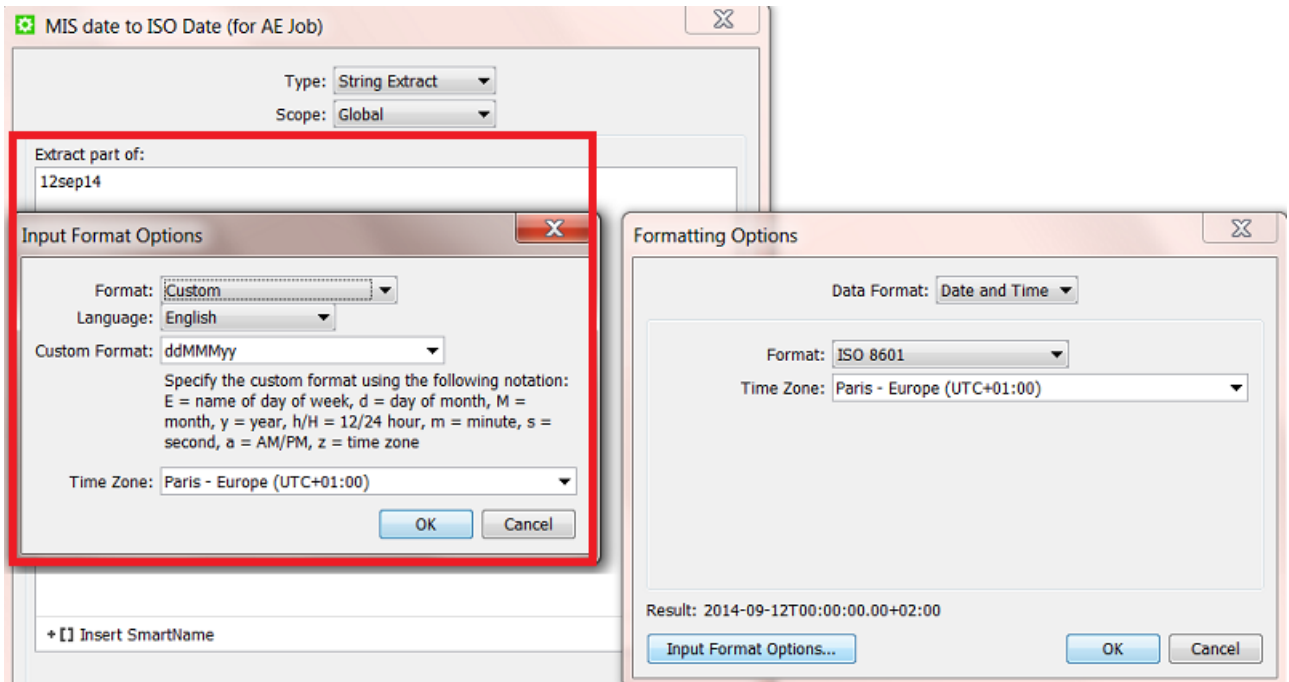 MIS date to ISO Date (for AE Job)
Type: String Extract
Scope: Global
Extract part of:
12sep14
Input Format Options
Format: Custom
Language: English
Custom Format: ddMMMyy
Specify the custom format using the following notation:
E = name of day of week, d = day of month, M =
month, y = year, h/H = 12/24 hour, m = minute, s =
second, a = AM/PM, z = time zone
Time Zone: Paris - Europe (UTC+01:00)
OK
Cancel
+[] Insert SmartName
Formatting Options
Data Format: Date and Time
Format: ISO 8601
Time Zone: Paris - Europe (UTC+01:00)
Result: 2014-09-12T00:00:00.00+02:00
Input Format Options...
OK
Cancel